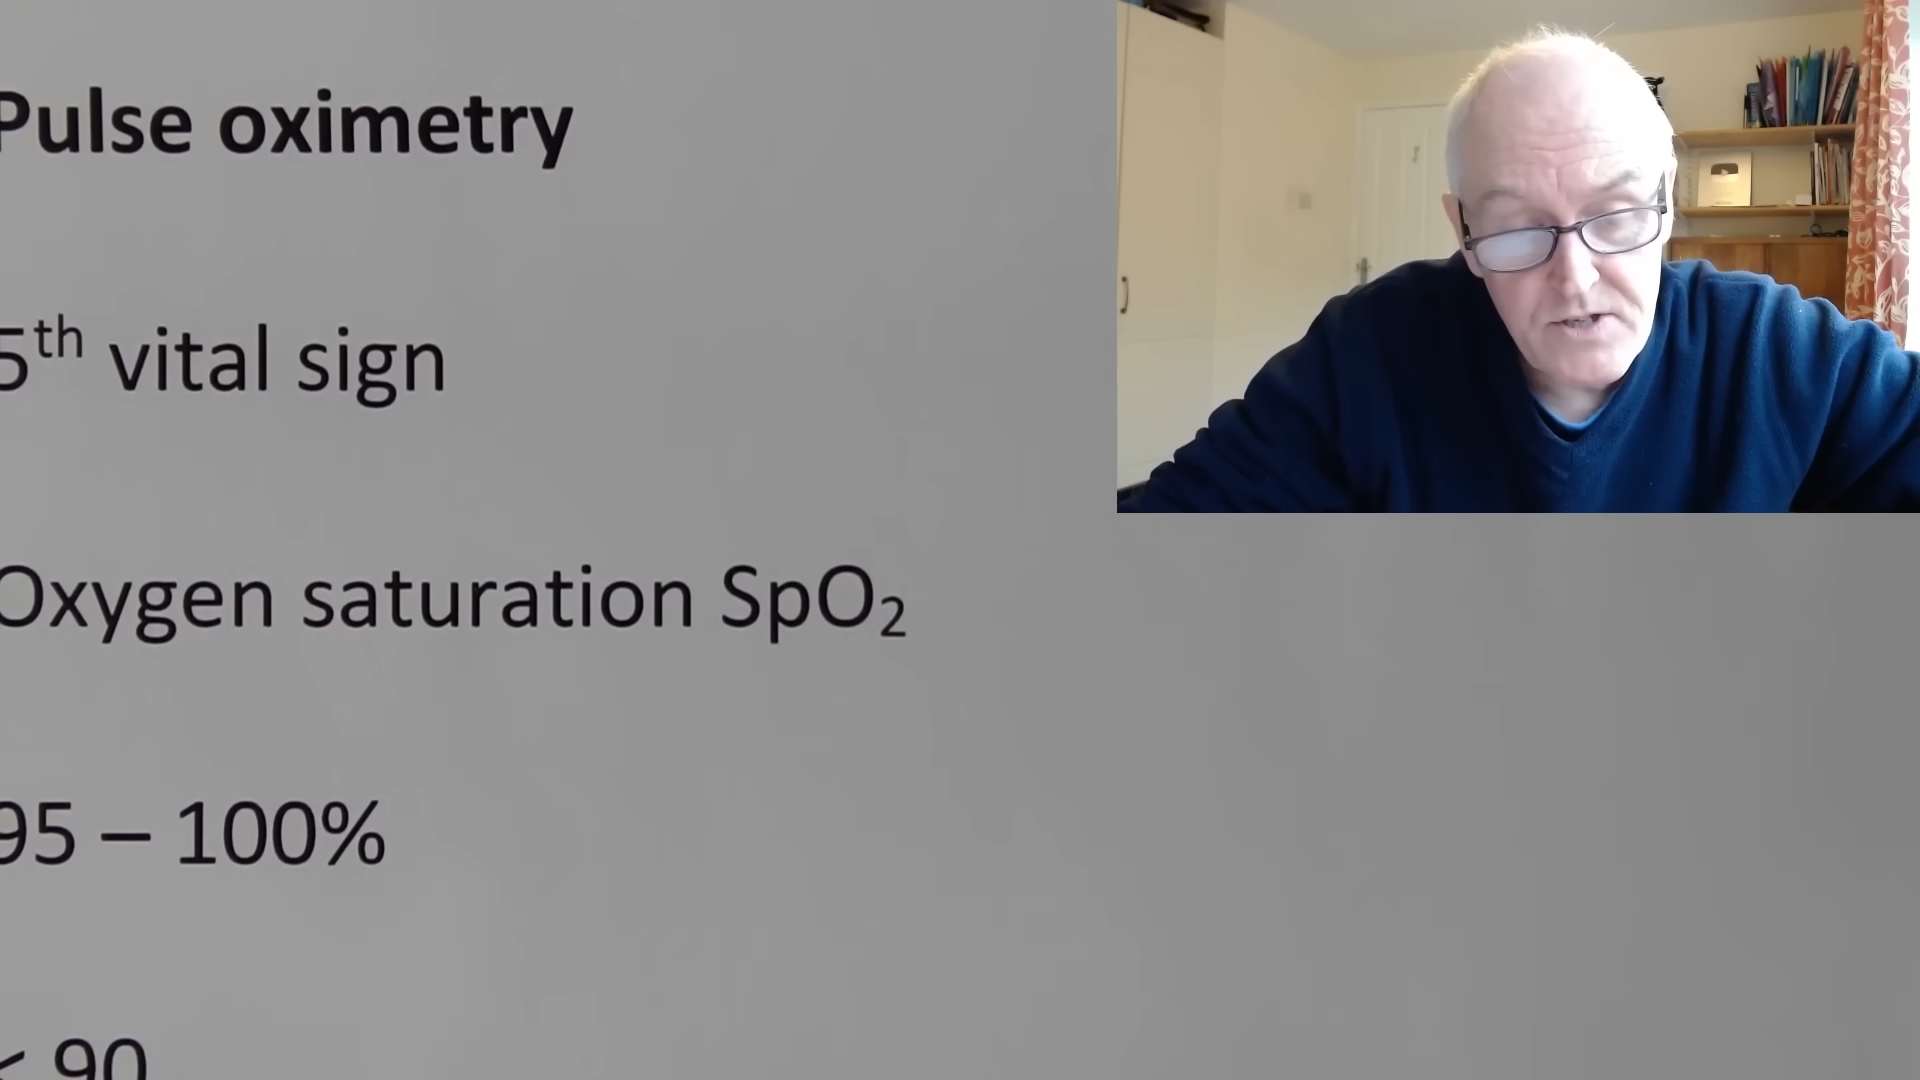 Pulse oximetry
5th vital sign
Oxygen saturation SpO₂
95 – 100%
< 90